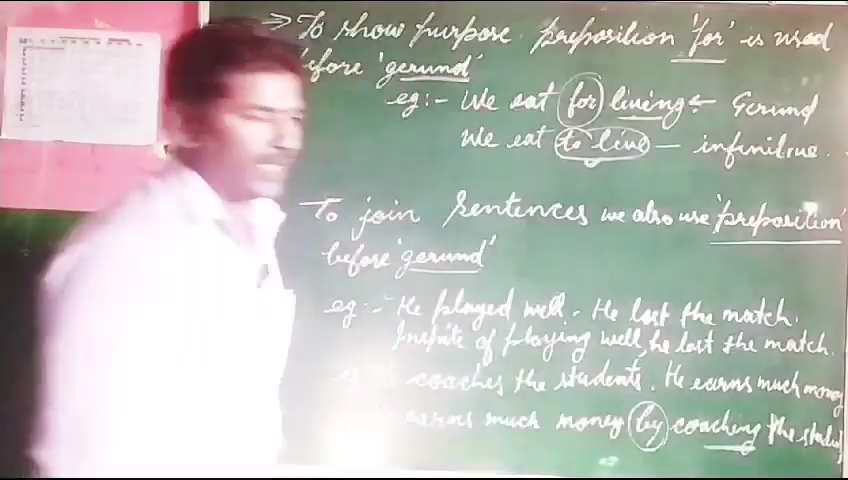 ⇒ To show purpose. preposition 'for' is used
before 'gerund'
eg:- We eat for living ← Gerund
We eat to live — infinitive.
To join sentences we also use 'preposition'
before 'gerund'
eg:- He played well. He lost the match.
Inspite of playing well, he lost the match.
coaches the students. He earns much money
earns much money by coaching the